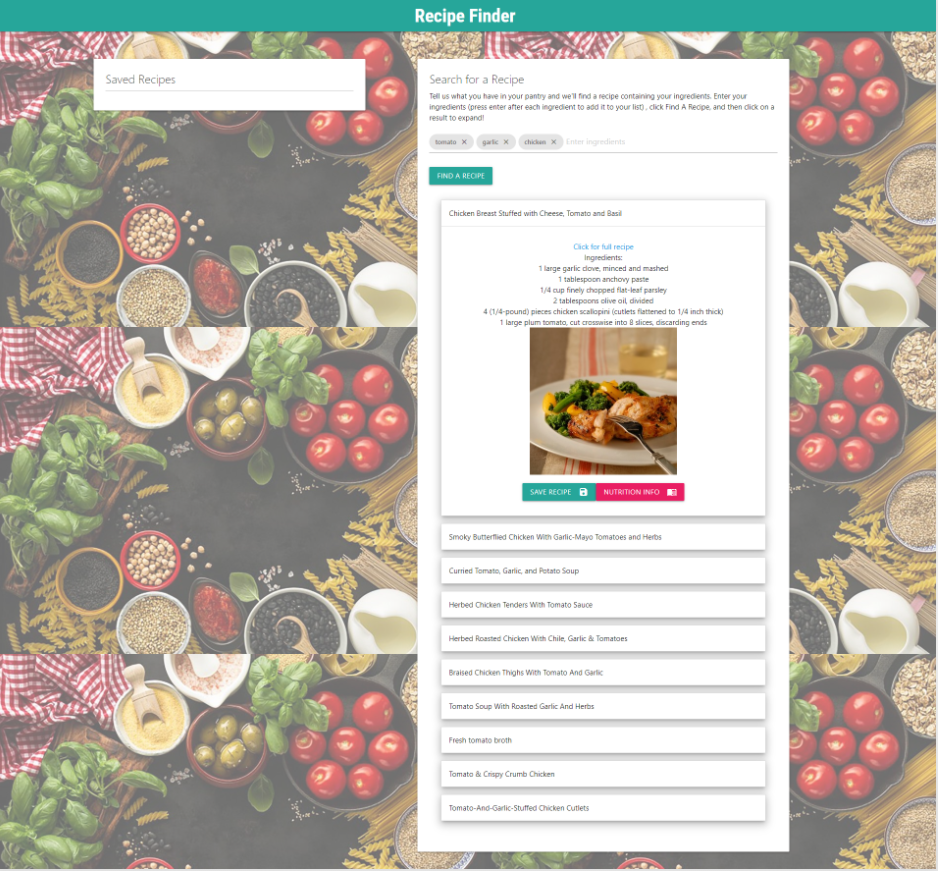 Recipe Finder
Saved Recipes
Search for a Recipe
Tell us what you have in your pantry and we'll find a recipe containing your ingredients. Enter your
ingredients (press enter after each ingredient to add it to your list) , click Find A Recipe, and then click on a
result to expand!
tomato ✕ garlic ✕ chicken ✕ Enter Ingredients
FIND A RECIPE
Chicken Breast Stuffed with Cheese, Tomato and Basil
Click for full recipe
Ingredients:
1 large garlic clove, minced and mashed
1 tablespoon anchovy paste
1/4 cup finely chopped flat-leaf parsley
2 tablespoons olive oil, divided
4 (1/4-pound) pieces chicken scallopini (cutlets flattened to 1/4 inch thick)
1 large plum tomato, cut crosswise into 8 slices, discarding ends
SAVE RECIPE NUTRITION INFO
Smoky Butterflied Chicken With Garlic-Mayo Tomatoes and Herbs
Curried Tomato, Garlic, and Potato Soup
Herbed Chicken Tenders With Tomato Sauce
Herbed Roasted Chicken With Chile, Garlic & Tomatoes
Braised Chicken Thighs With Tomato And Garlic
Tomato Soup With Roasted Garlic And Herbs
Fresh tomato broth
Tomato & Crispy Crumb Chicken
Tomato-And-Garlic-Stuffed Chicken Cutlets